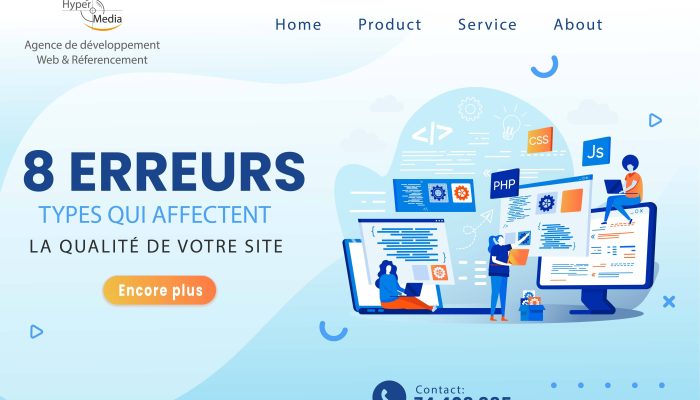 Hyper
Media
Agence de développement
Web & Réferencement
Home Product Service About
8 ERREURS
TYPES QUI AFFECTENT
LA QUALITÉ DE VOTRE SITE
Encore plus
CSS
Js
PHP
Contact: